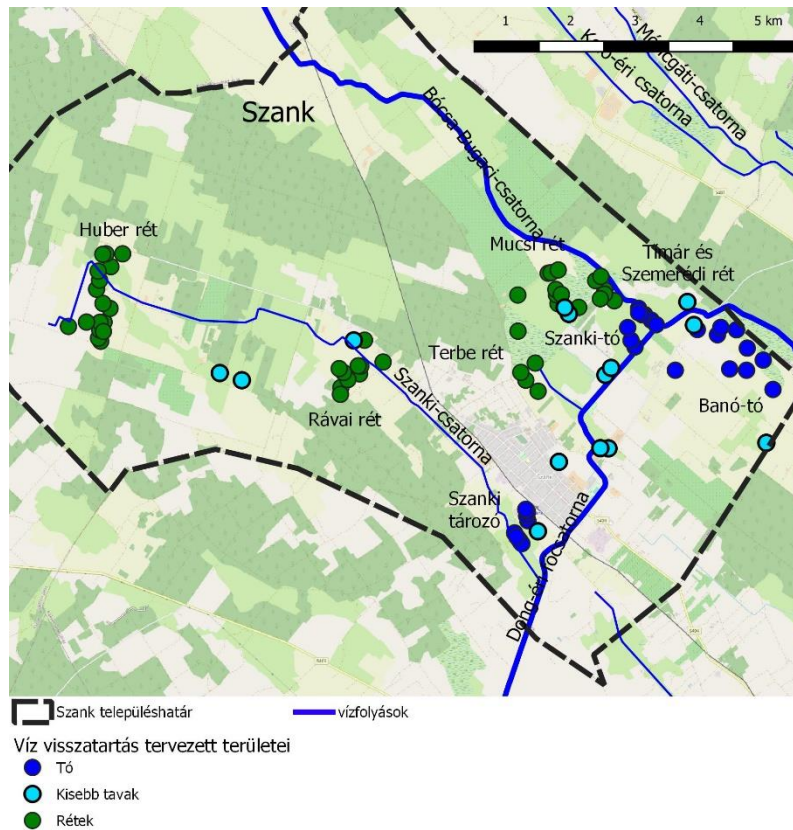 1 2 3 4 5 km
Szank
Bócsa-Bugaci-csatorna
Kató-éri csatorna
Móricgáti-csatorna
Huber rét
Mucsi rét
Tímár és
Szemerédi rét
Szanki-tó
Terbe rét
Szanki-csatorna
Rávai rét
Banó-tó
Szanki
tározó
Dong-éri-főcsatorna
Szank településhatár
vízfolyások
Víz visszatartás tervezett területei
Tó
Kisebb tavak
Rétek